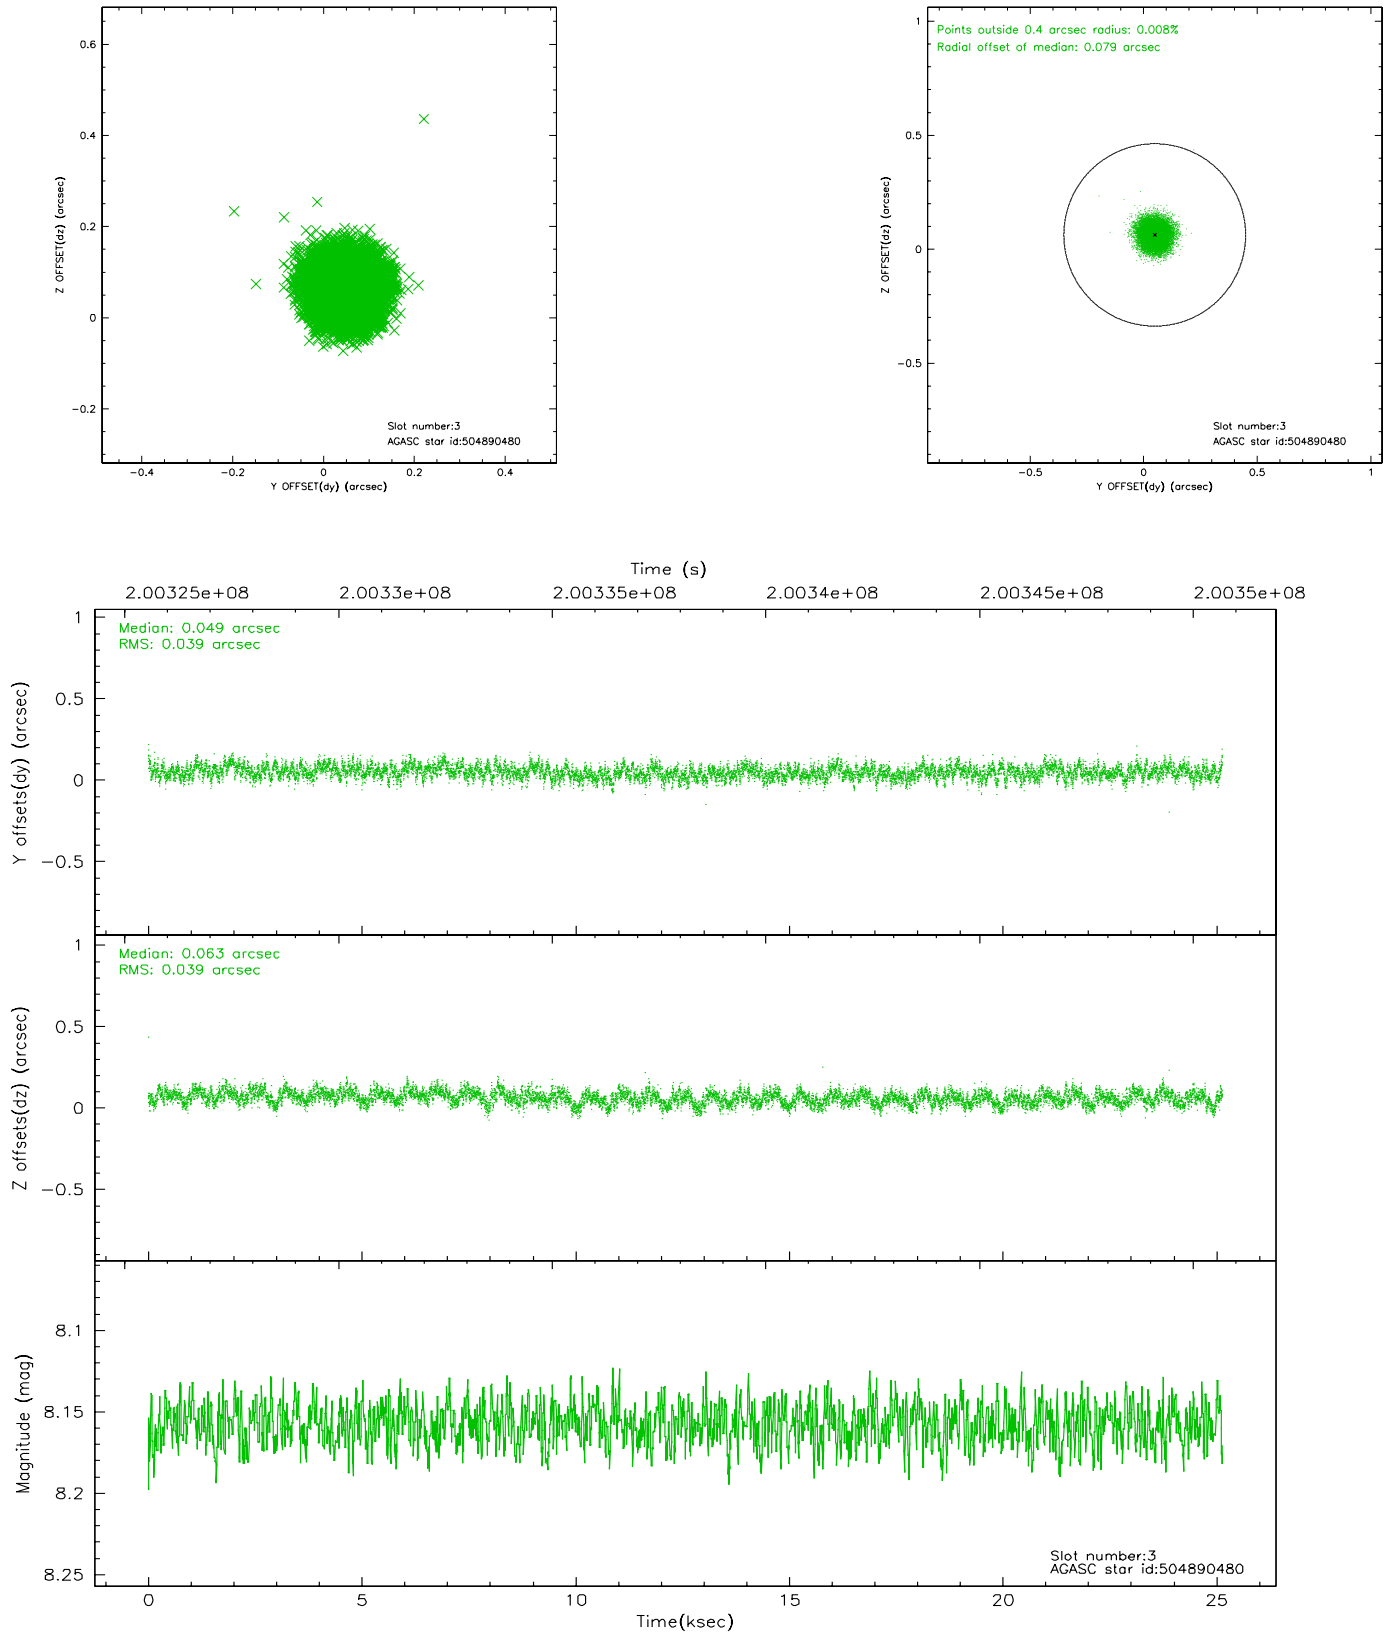 0.6
0.4
0.2
0
−0.2
Z OFFSET(dz) (arcsec)
Slot number:3
AGASC star id:504890480
−0.4 −0.2 0 0.2 0.4
Y OFFSET(dy) (arcsec)
Points outside 0.4 arcsec radius: 0.008%
Radial offset of median: 0.079 arcsec
1
0.5
0
−0.5
Z OFFSET(dz) (arcsec)
Slot number:3
AGASC star id:504890480
−0.5 0 0.5 1
Y OFFSET(dy) (arcsec)
Time (s)
2.00325e+08 2.0033e+08 2.00335e+08 2.0034e+08 2.00345e+08 2.0035e+08
Median: 0.049 arcsec
RMS: 0.039 arcsec
1
0.5
0
−0.5
Y offsets(dy) (arcsec)
Median: 0.063 arcsec
RMS: 0.039 arcsec
1
0.5
0
−0.5
Z offsets(dz) (arcsec)
8.1
8.15
8.2
8.25
Magnitude (mag)
Slot number:3
AGASC star id:504890480
0 5 10 15 20 25
Time(ksec)